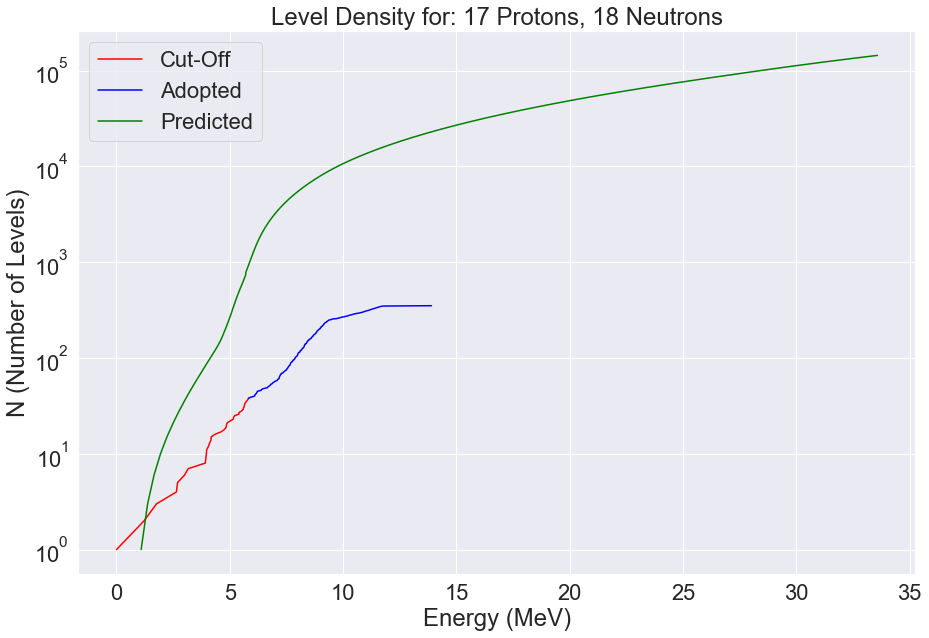 Level Density for: 17 Protons, 18 Neutrons
Cut-Off
Adopted
Predicted
N (Number of Levels)
10^5
10^4
10^3
10^2
10^1
10^0
0 5 10 15 20 25 30 35
Energy (MeV)